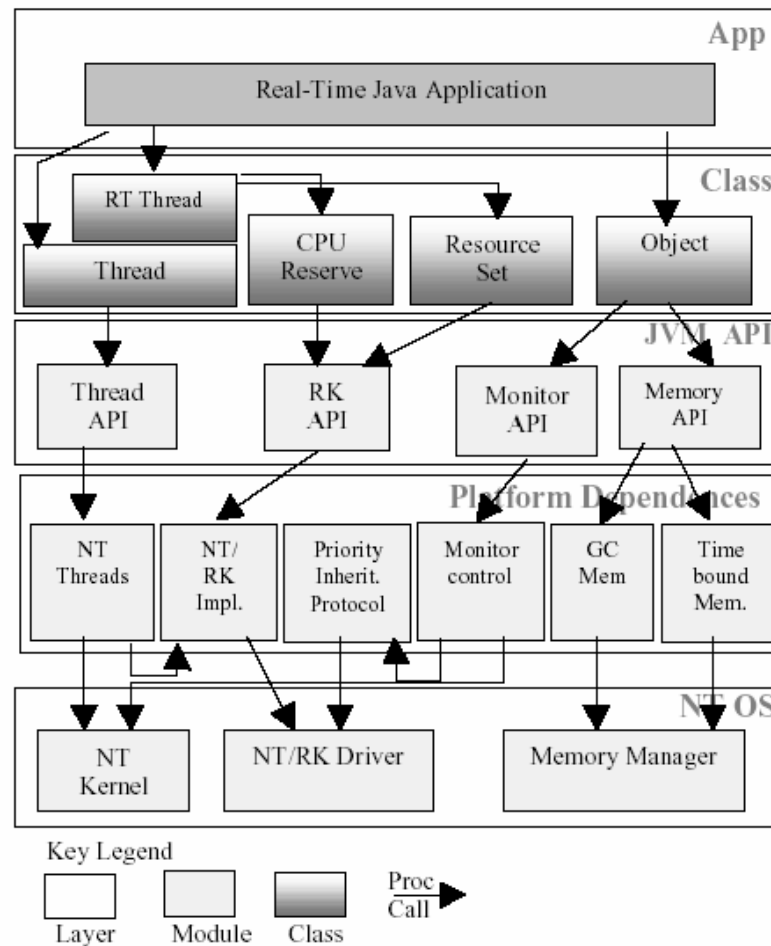 App
Real-Time Java Application
Class
RT Thread
Thread
CPU
Reserve
Resource
Set
Object
JVM API
Thread
API
RK
API
Monitor
API
Memory
API
Platform Dependences
NT
Threads
NT/
RK
Impl.
Priority
Inherit.
Protocol
Monitor
control
GC
Mem
Time
bound
Mem.
NT OS
NT
Kernel
NT/RK Driver
Memory Manager
Key Legend
Layer
Module
Class
Proc
Call